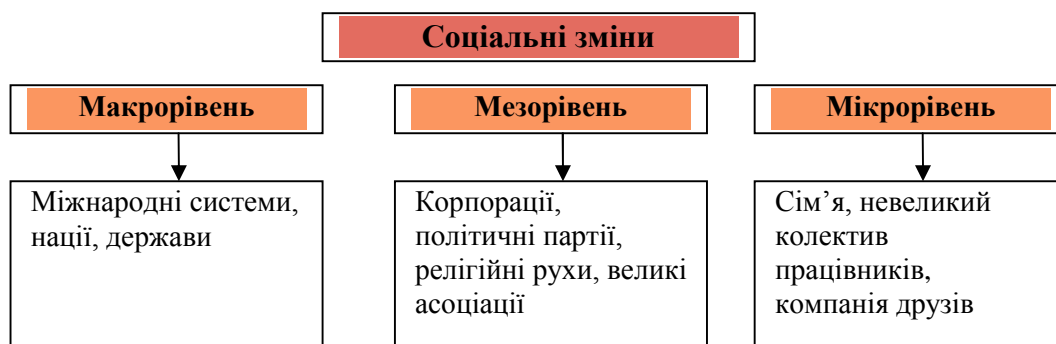 Соціальні зміни
Макрорівень
Міжнародні системи,
нації, держави
Мезорівень
Корпорації,
політичні партії,
релігійні рухи, великі
асоціації
Мікрорівень
Сім’я, невеликий
колектив
працівників,
компанія друзів